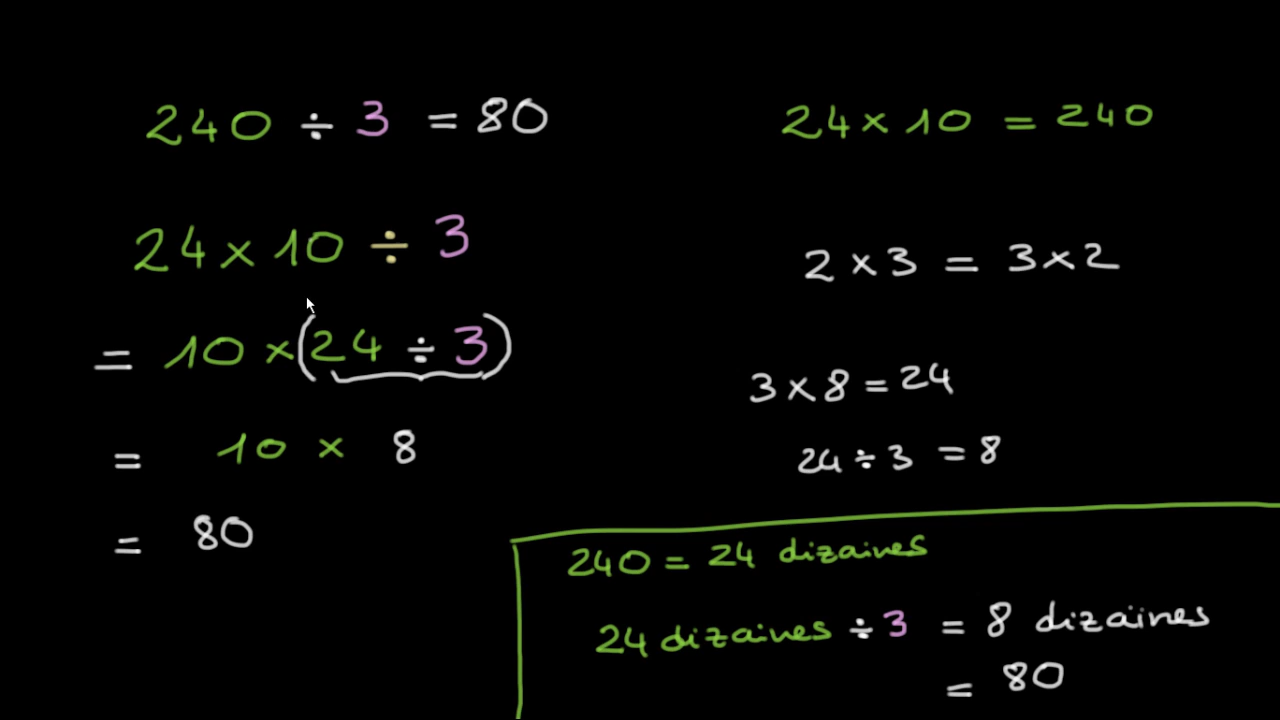 240 ÷ 3 = 80
24 × 10 ÷ 3
= 10 × (24 ÷ 3)
= 10 × 8
= 80
24 × 10 = 240
2 × 3 = 3 × 2
3 × 8 = 24
24 ÷ 3 = 8
240 = 24 dizaines
24 dizaines ÷ 3 = 8 dizaines
= 80